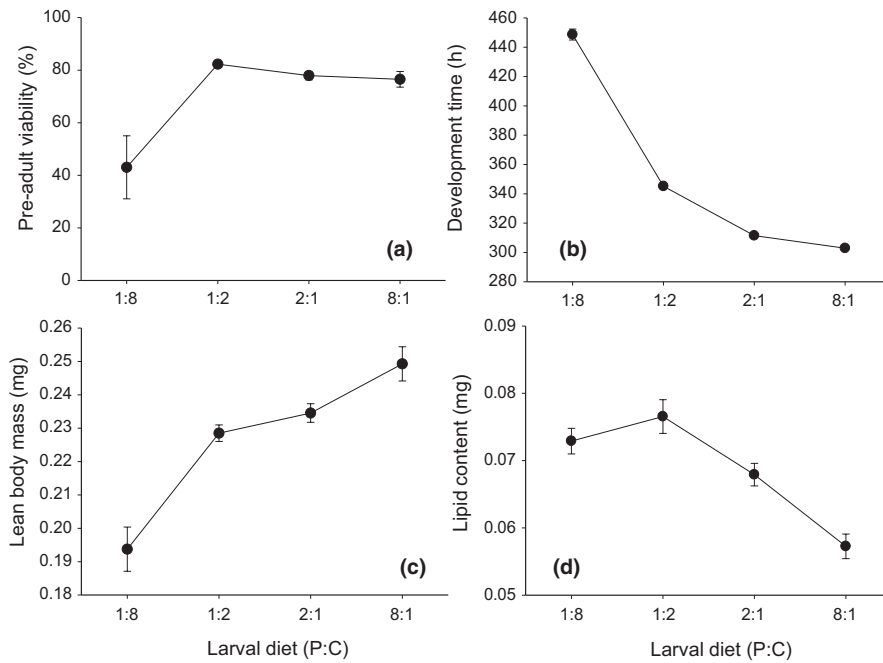 Pre-adult viability (%)
100
80
60
40
20
0
1:8 1:2 2:1 8:1
(a)
Development time (h)
460
440
420
400
380
360
340
320
300
280
1:8 1:2 2:1 8:1
(b)
Lean body mass (mg)
0.26
0.25
0.24
0.23
0.22
0.21
0.20
0.19
0.18
1:8 1:2 2:1 8:1
(c)
Larval diet (P:C)
Lipid content (mg)
0.09
0.08
0.07
0.06
0.05
1:8 1:2 2:1 8:1
(d)
Larval diet (P:C)